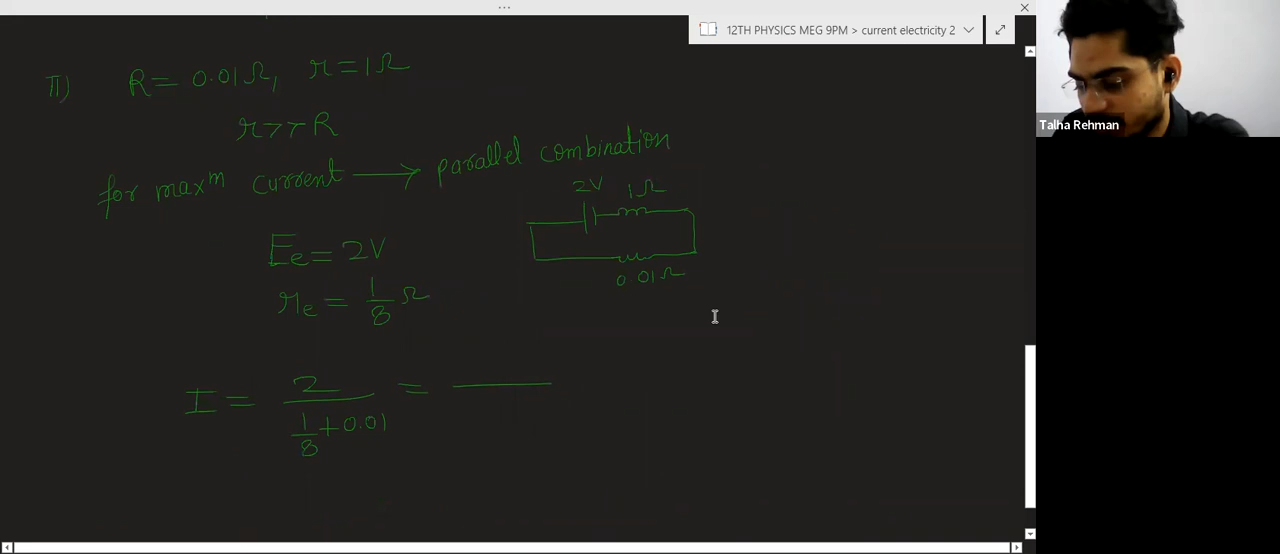 12TH PHYSICS MEG 9PM > current electricity 2
Talha Rehman
II) R = 0.01 Ω, r = 1 Ω
r >> R
for maxᵐ current → parallel combination
2V 1Ω
0.01 Ω
Eₑ = 2V
rₑ = 1/8 Ω
I = 2/(1/8 + 0.01) =